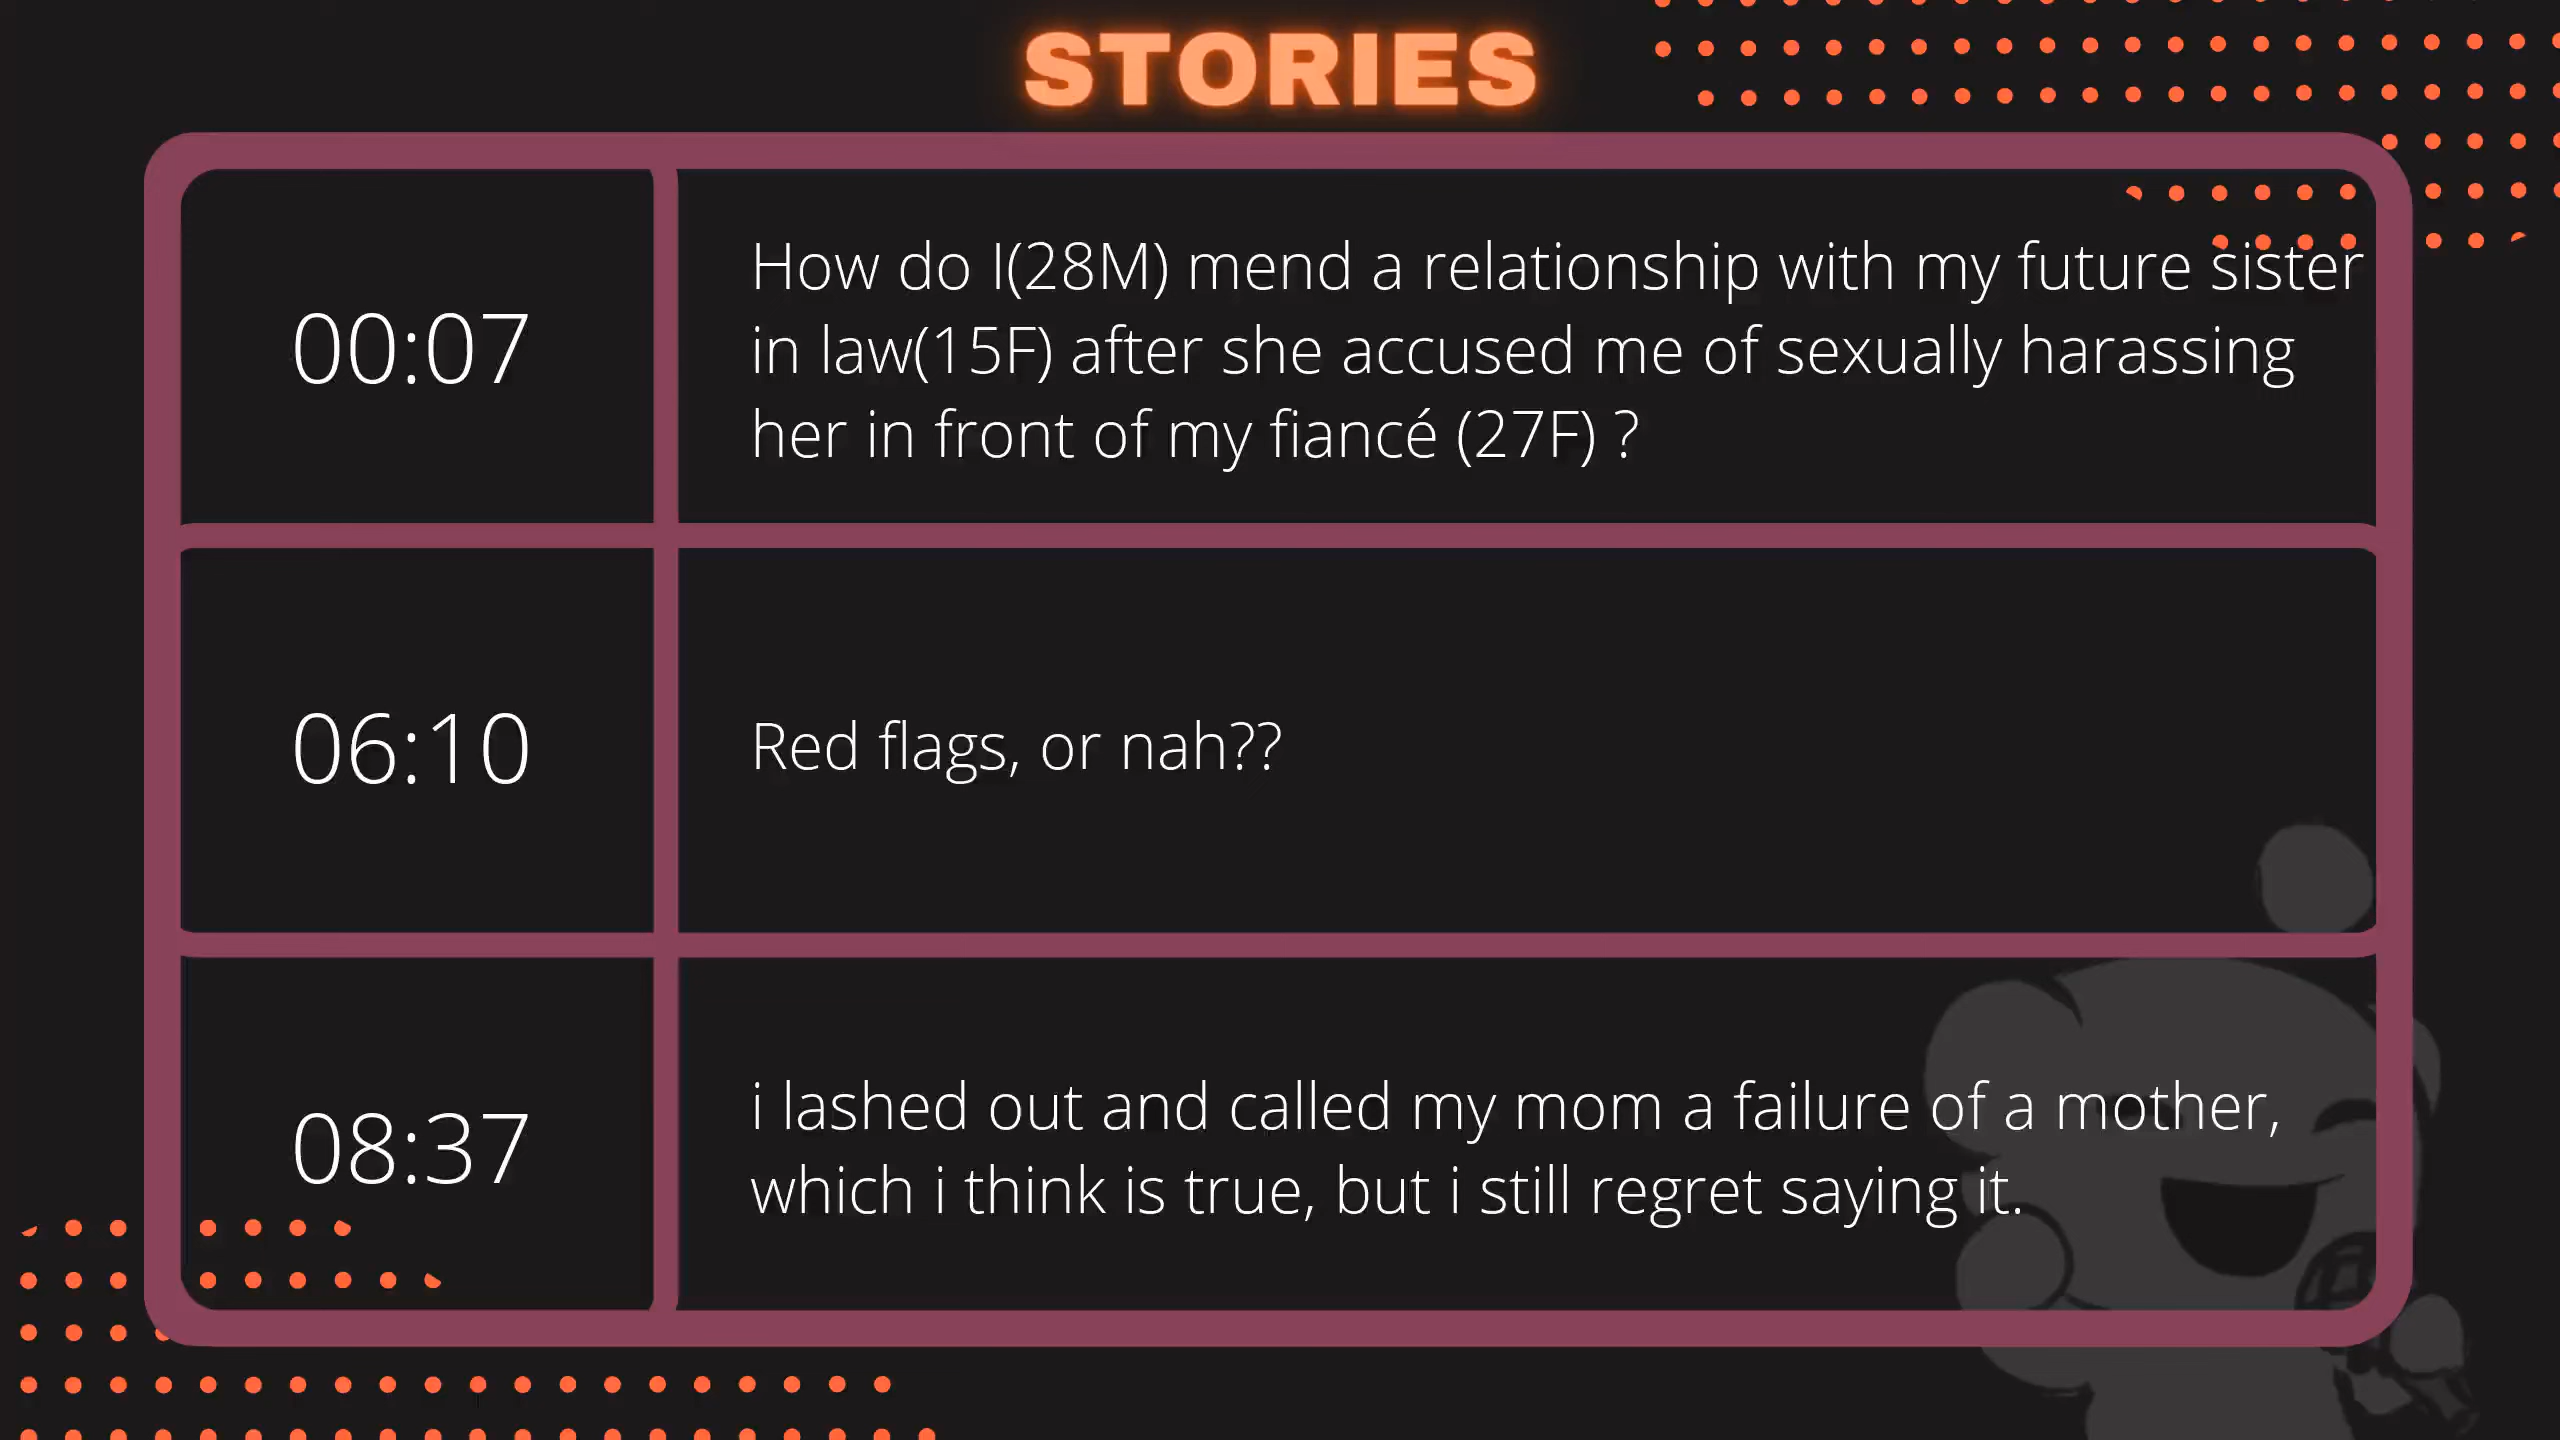 STORIES
00:07
How do I(28M) mend a relationship with my future sister
in law(15F) after she accused me of sexually harassing
her in front of my fiancé (27F) ?
06:10
Red flags, or nah??
08:37
i lashed out and called my mom a failure of a mother,
which i think is true, but i still regret saying it.